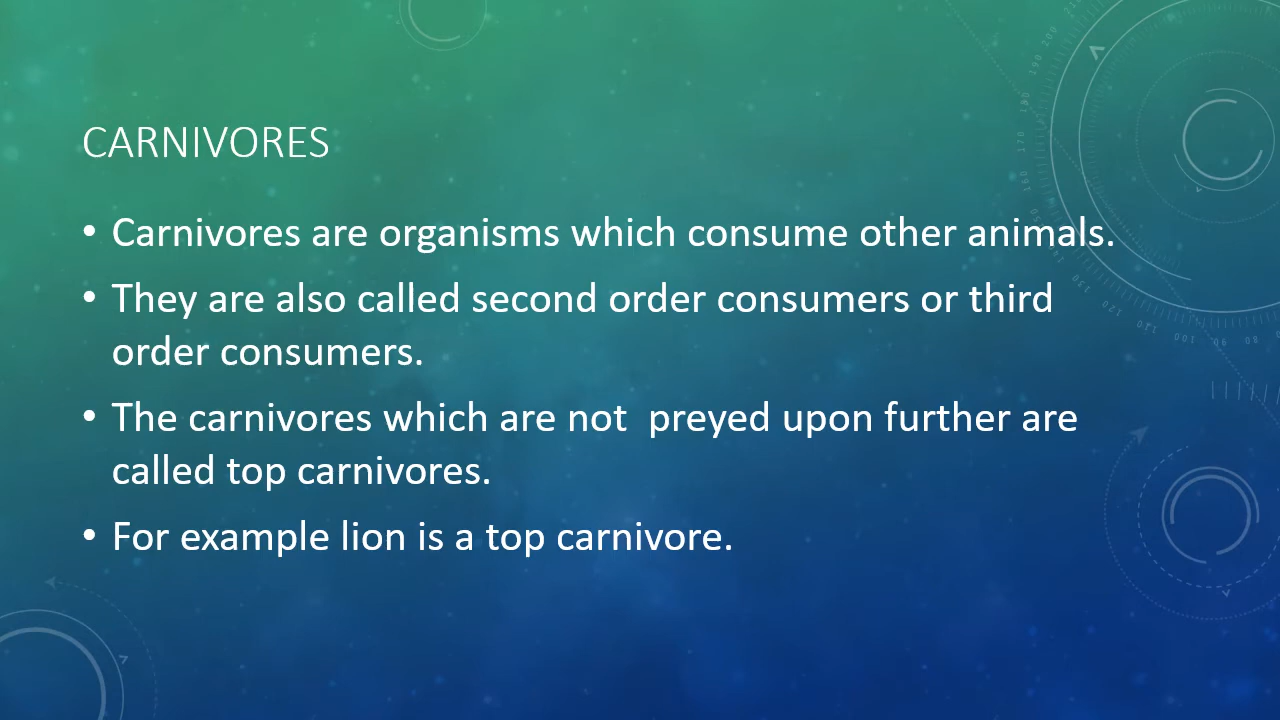 CARNIVORES
• Carnivores are organisms which consume other animals.
• They are also called second order consumers or third
order consumers.
• The carnivores which are not  preyed upon further are
called top carnivores.
• For example lion is a top carnivore.